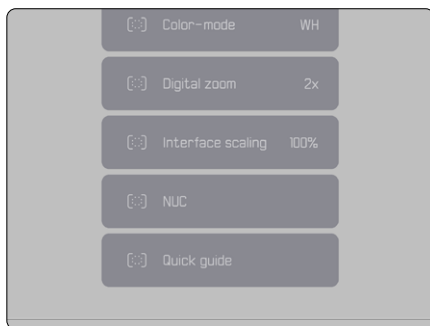 Color-mode WH
Digital zoom 2x
Interface scaling 100%
NUC
Quick guide